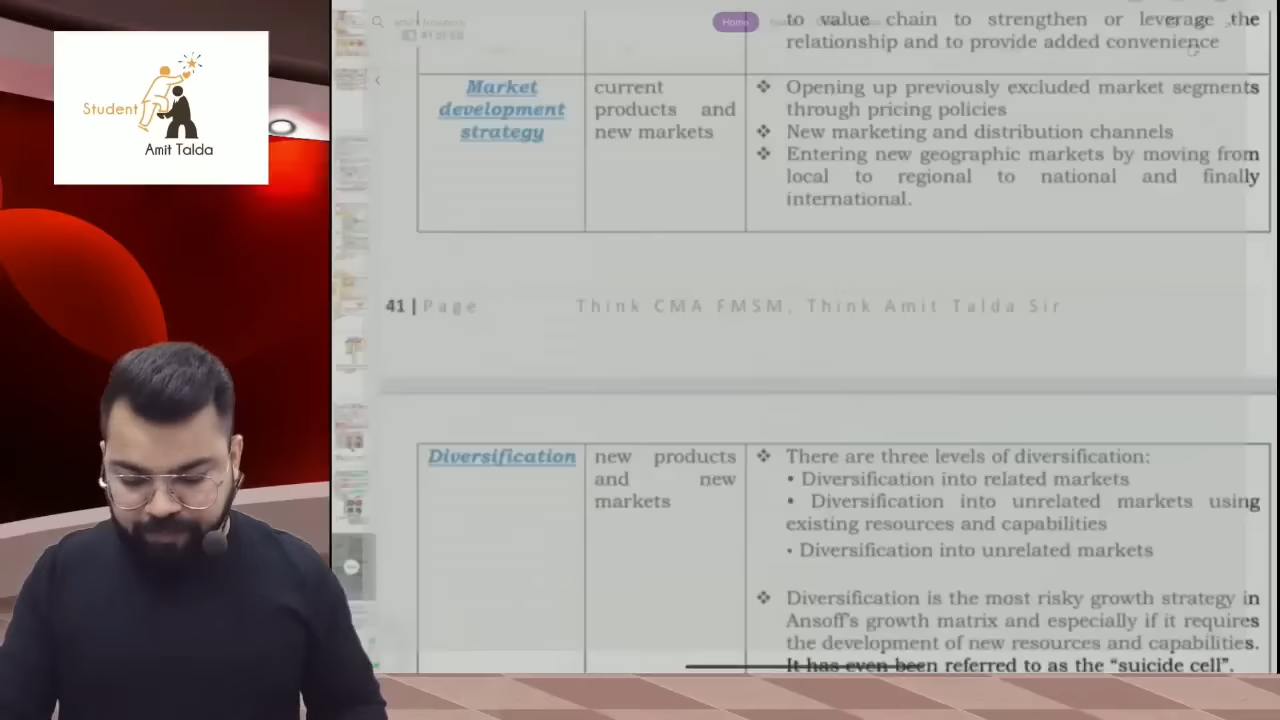 Student
Amit Talda
Home
to value chain to strengthen or leverage the
relationship and to provide added convenience
Market
development
strategy
current
products and
new markets
❖ Opening up previously excluded market segments
through pricing policies
❖ New marketing and distribution channels
❖ Entering new geographic markets by moving from
local to regional to national and finally
international.
41 | Page
Think CMA FMSM, Think Amit Talda Sir
Diversification
new products
and new
markets
❖ There are three levels of diversification:
• Diversification into related markets
• Diversification into unrelated markets using
existing resources and capabilities
• Diversification into unrelated markets
❖ Diversification is the most risky growth strategy in
Ansoff's growth matrix and especially if it requires
the development of new resources and capabilities.
It has even been referred to as the “suicide cell”.